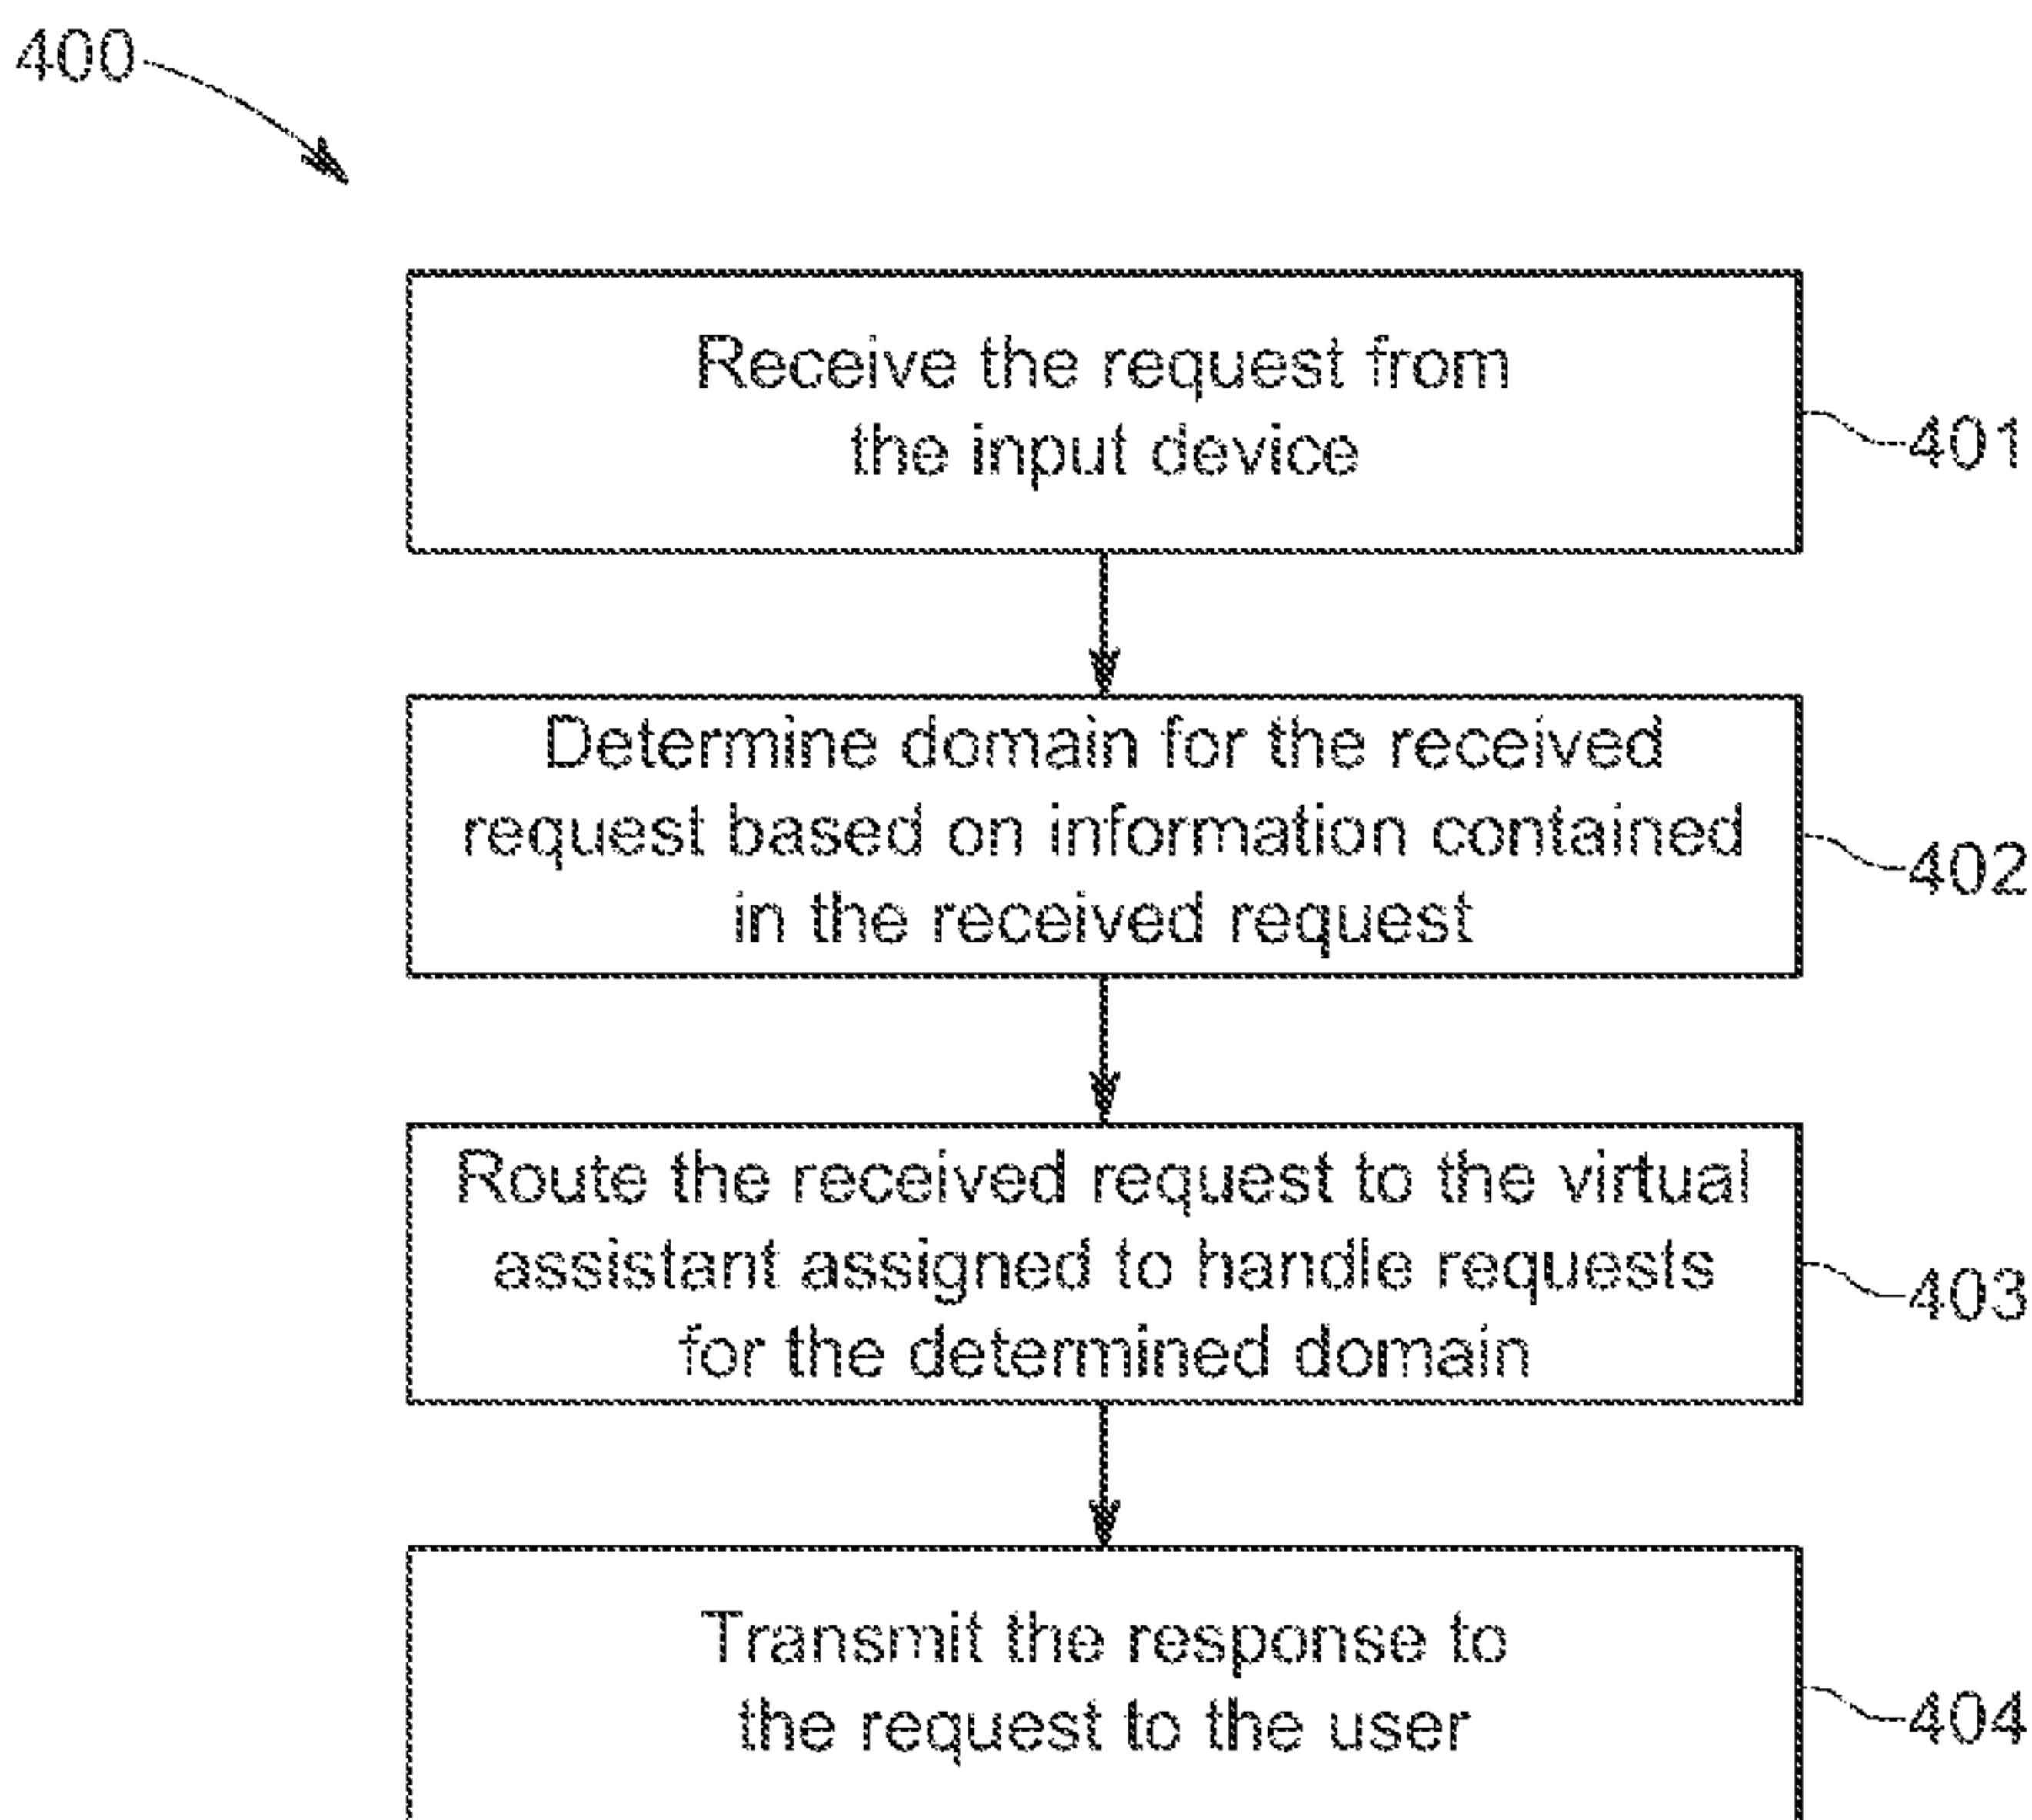 400
Receive the request from
the input device
401
Determine domain for the received
request based on information contained
in the received request
402
Route the received request to the virtual
assistant assigned to handle requests
for the determined domain
403
Transmit the response to
the request to the user
404